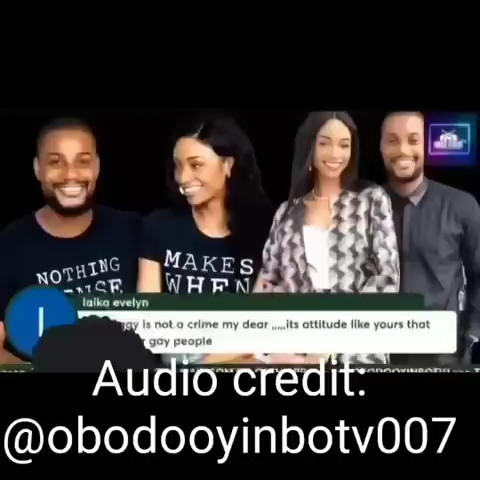 NOTHING
MAKES
WHEN
laika evelyn
is not a crime my dear ,,,,,its attitude like yours that
gay people
Audio credit:
@obodooyinbotv007